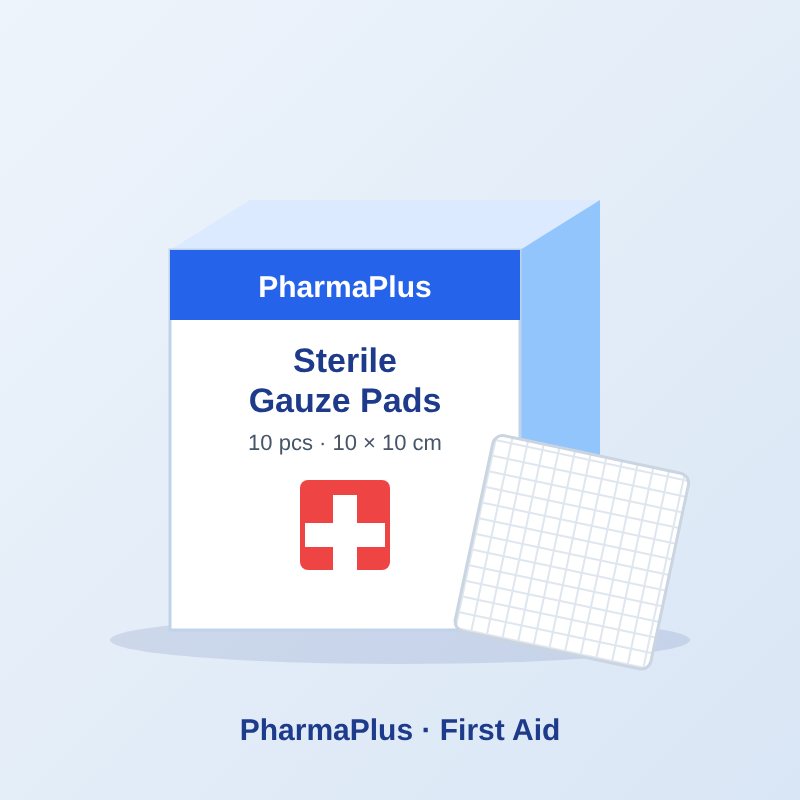 PharmaPlus
Sterile
Gauze Pads
10 pcs · 10 × 10 cm
PharmaPlus · First Aid